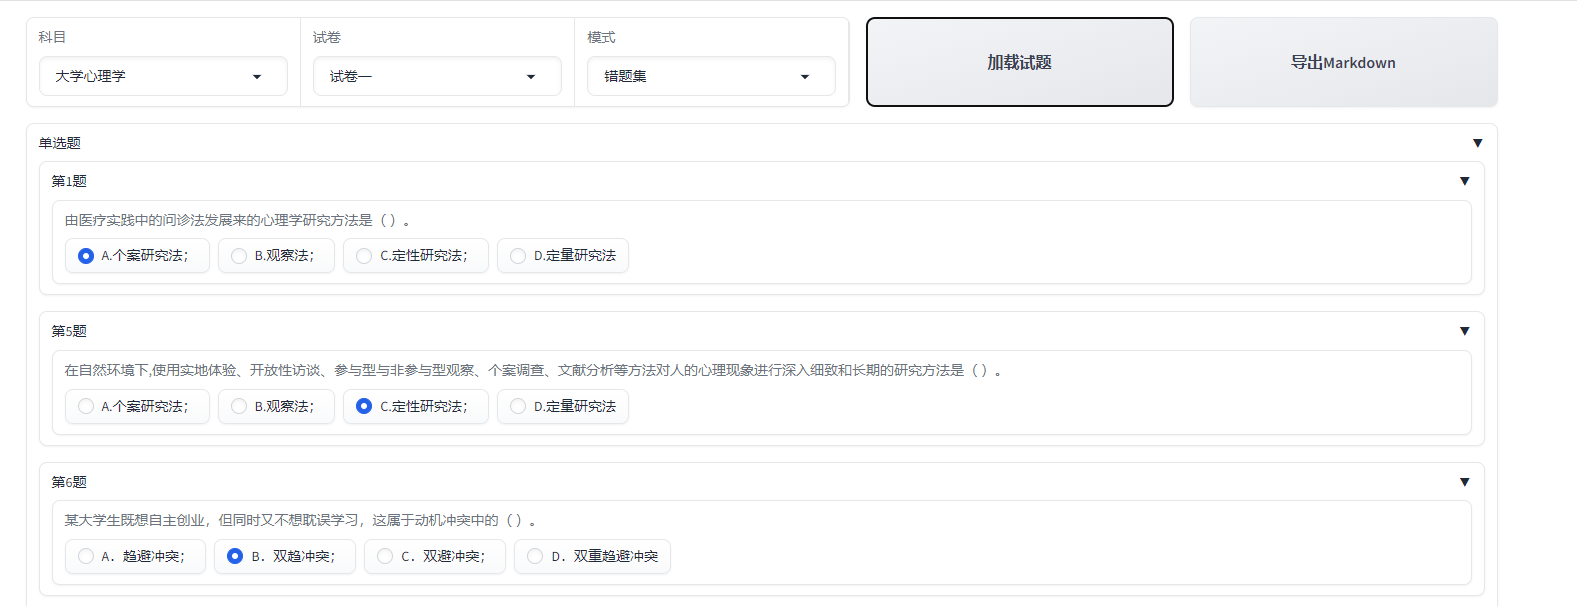 科目
试卷
模式
大学心理学
试卷一
错题集
加载试题
导出Markdown
单选题
第1题
由医疗实践中的问诊法发展来的心理学研究方法是（ ）。
A.个案研究法；
B.观察法；
C.定性研究法；
D.定量研究法
第5题
在自然环境下,使用实地体验、开放性访谈、参与型与非参与型观察、个案调查、文献分析等方法对人的心理现象进行深入细致和长期的研究方法是（ ）。
A.个案研究法；
B.观察法；
C.定性研究法；
D.定量研究法
第6题
某大学生既想自主创业，但同时又不想耽误学习，这属于动机冲突中的（ ）。
A．趋避冲突；
B．双趋冲突；
C．双避冲突；
D．双重趋避冲突